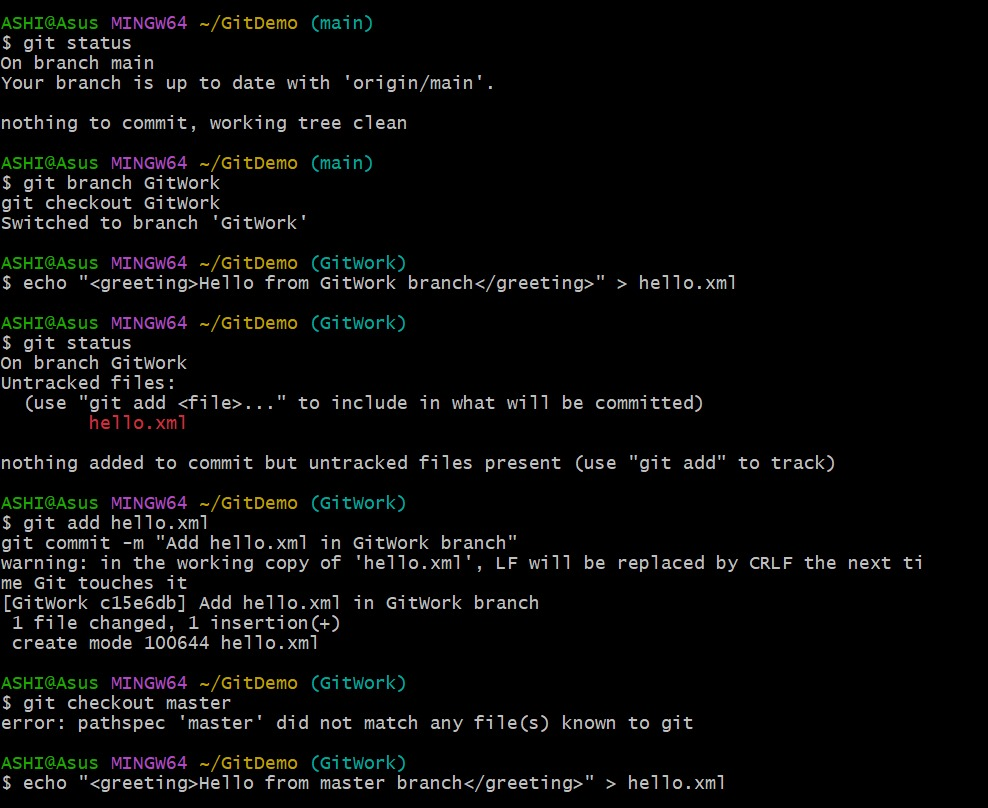 ASHI@Asus MINGW64 ~/GitDemo (main)
$ git status
On branch main
Your branch is up to date with 'origin/main'.
nothing to commit, working tree clean
ASHI@Asus MINGW64 ~/GitDemo (main)
$ git branch GitWork
git checkout GitWork
Switched to branch 'GitWork'
ASHI@Asus MINGW64 ~/GitDemo (GitWork)
$ echo "<greeting>Hello from GitWork branch</greeting>" > hello.xml
ASHI@Asus MINGW64 ~/GitDemo (GitWork)
$ git status
On branch GitWork
Untracked files:
  (use "git add <file>..." to include in what will be committed)
        hello.xml
nothing added to commit but untracked files present (use "git add" to track)
ASHI@Asus MINGW64 ~/GitDemo (GitWork)
$ git add hello.xml
git commit -m "Add hello.xml in GitWork branch"
warning: in the working copy of 'hello.xml', LF will be replaced by CRLF the next ti
me Git touches it
[GitWork c15e6db] Add hello.xml in GitWork branch
 1 file changed, 1 insertion(+)
 create mode 100644 hello.xml
ASHI@Asus MINGW64 ~/GitDemo (GitWork)
$ git checkout master
error: pathspec 'master' did not match any file(s) known to git
ASHI@Asus MINGW64 ~/GitDemo (GitWork)
$ echo "<greeting>Hello from master branch</greeting>" > hello.xml